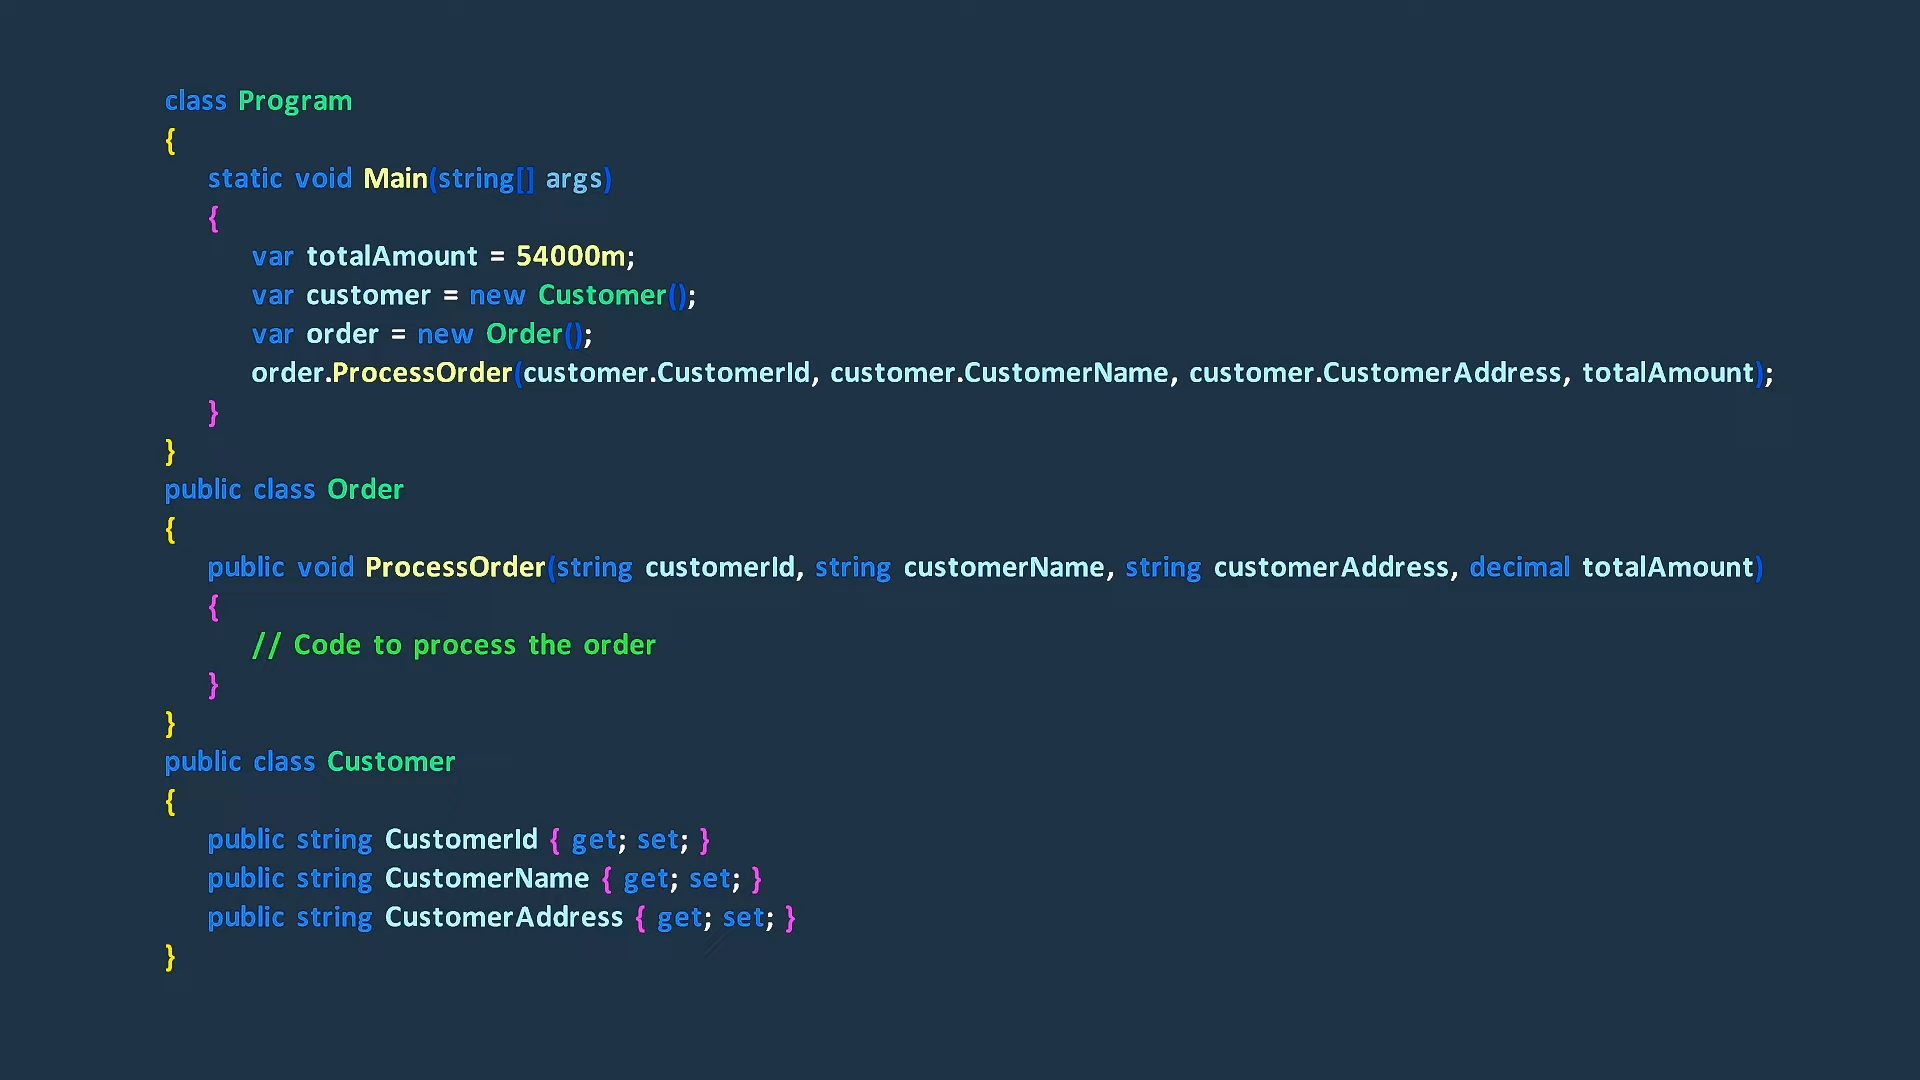 class Program
{
static void Main(string[] args)
{
var totalAmount = 54000m;
var customer = new Customer();
var order = new Order();
order.ProcessOrder(customer.CustomerId, customer.CustomerName, customer.CustomerAddress, totalAmount);
}
}
public class Order
{
public void ProcessOrder(string customerId, string customerName, string customerAddress, decimal totalAmount)
{
// Code to process the order
}
}
public class Customer
{
public string CustomerId { get; set; }
public string CustomerName { get; set; }
public string CustomerAddress { get; set; }
}